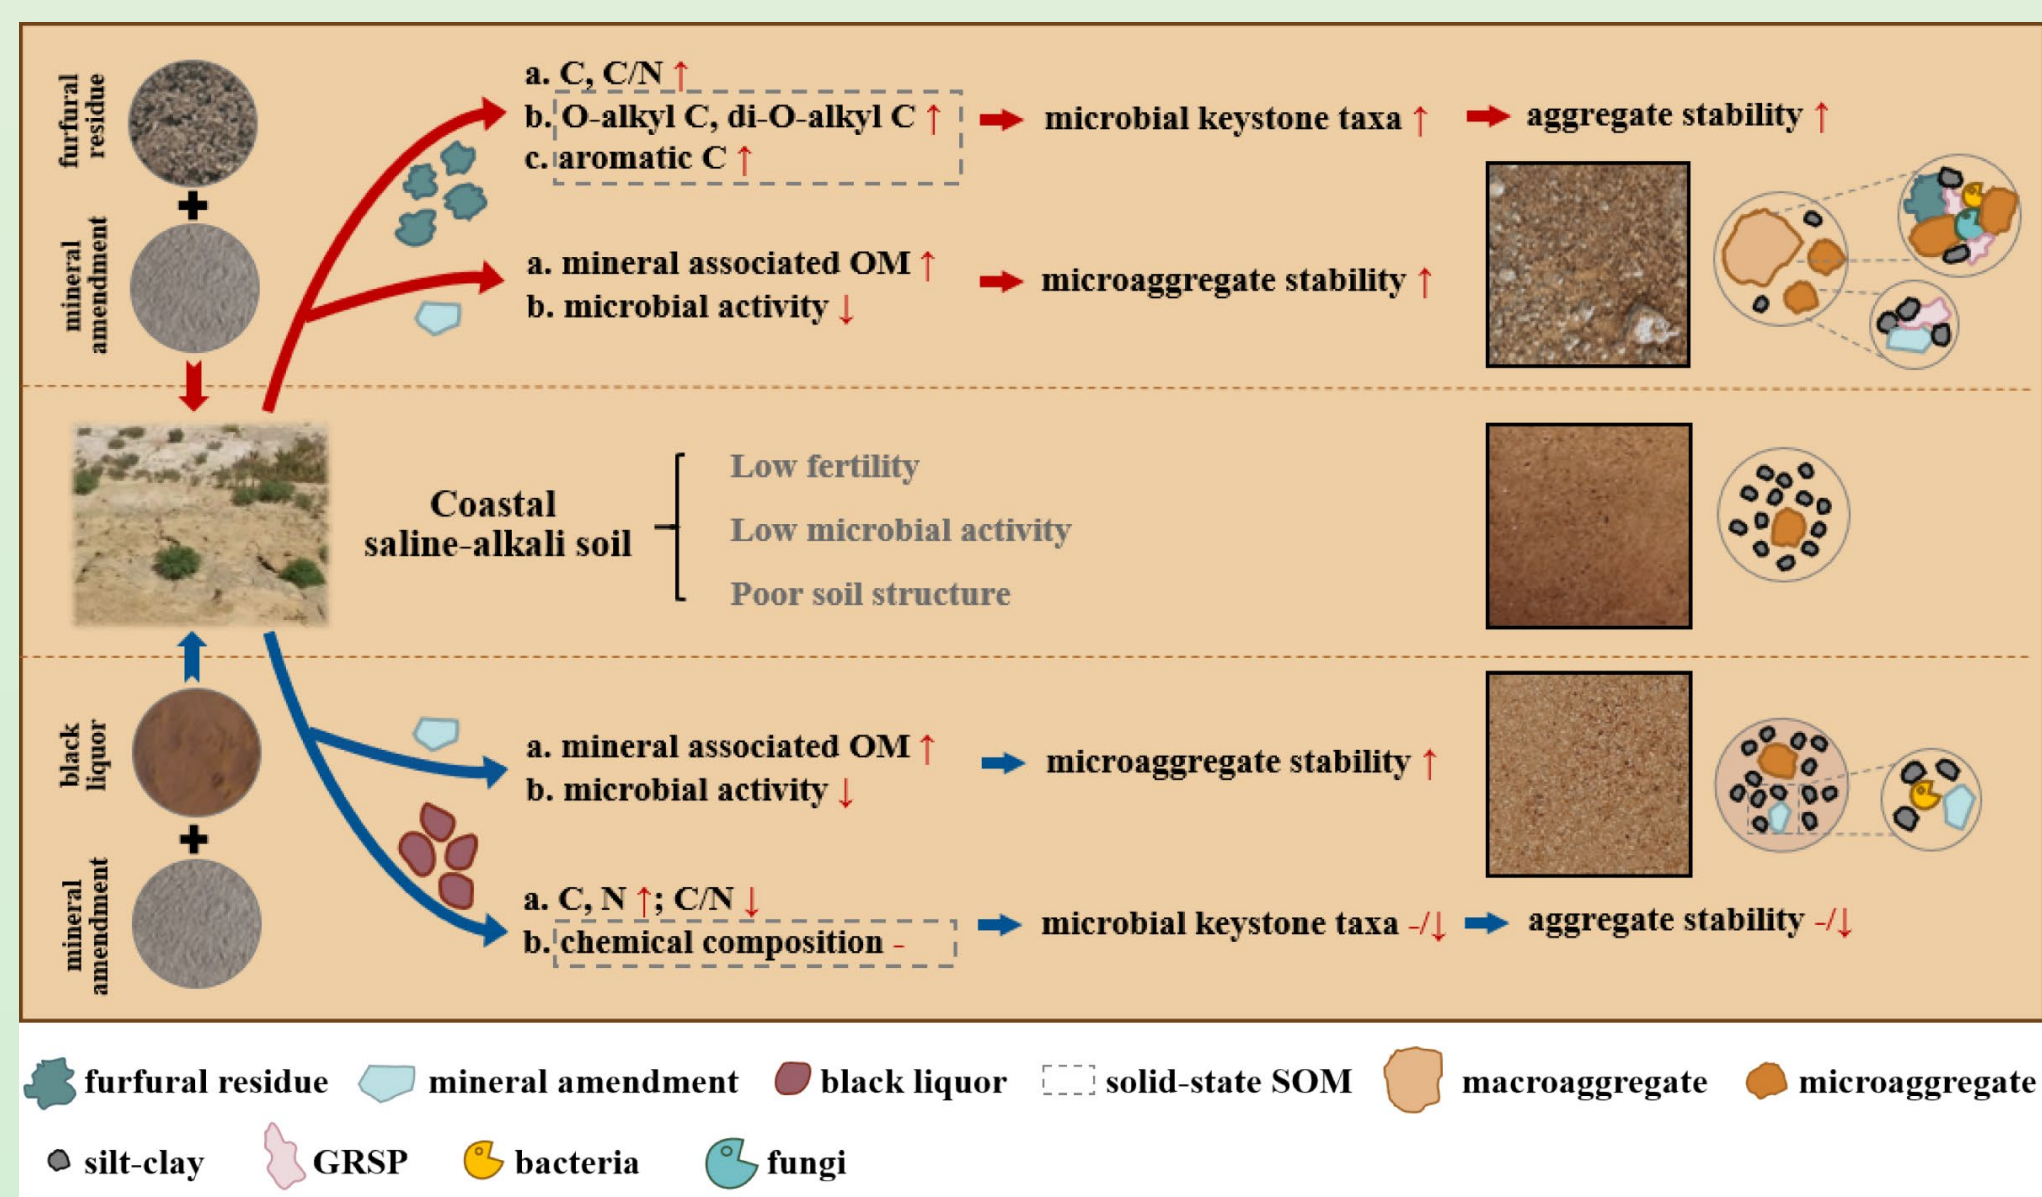 furfural
residue
mineral
amendment
a. C, C/N ↑
b. O-alkyl C, di-O-alkyl C ↑
c. aromatic C ↑
microbial keystone taxa ↑
aggregate stability ↑
a. mineral associated OM ↑
b. microbial activity ↓
microaggregate stability ↑
Coastal
saline-alkali soil
Low fertility
Low microbial activity
Poor soil structure
black
liquor
mineral
amendment
a. mineral associated OM ↑
b. microbial activity ↓
microaggregate stability ↑
a. C, N ↑; C/N ↓
b. chemical composition -
microbial keystone taxa -/↓
aggregate stability -/↓
furfural residue
mineral amendment
black liquor
solid-state SOM
macroaggregate
microaggregate
silt-clay
GRSP
bacteria
fungi